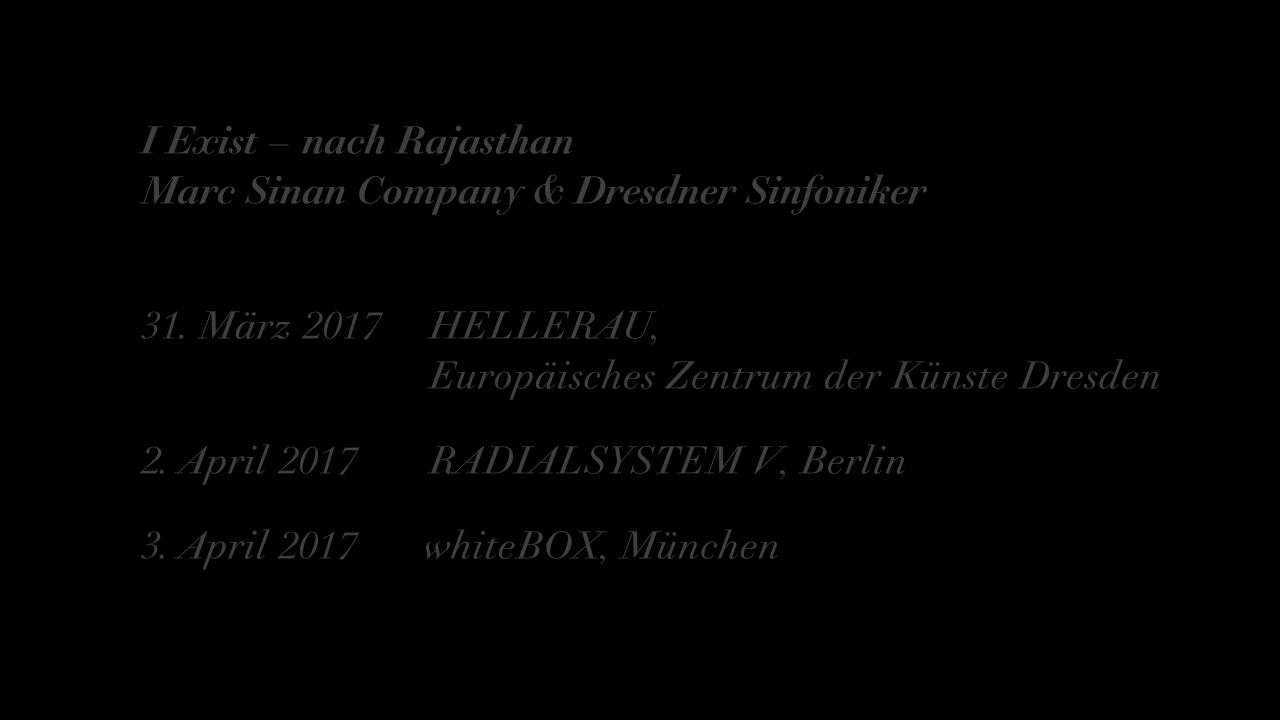 I Exist – nach Rajasthan
Marc Sinan Company & Dresdner Sinfoniker
31. März 2017 HELLERAU,
Europäisches Zentrum der Künste Dresden
2. April 2017 RADIALSYSTEM V, Berlin
3. April 2017 whiteBOX, München